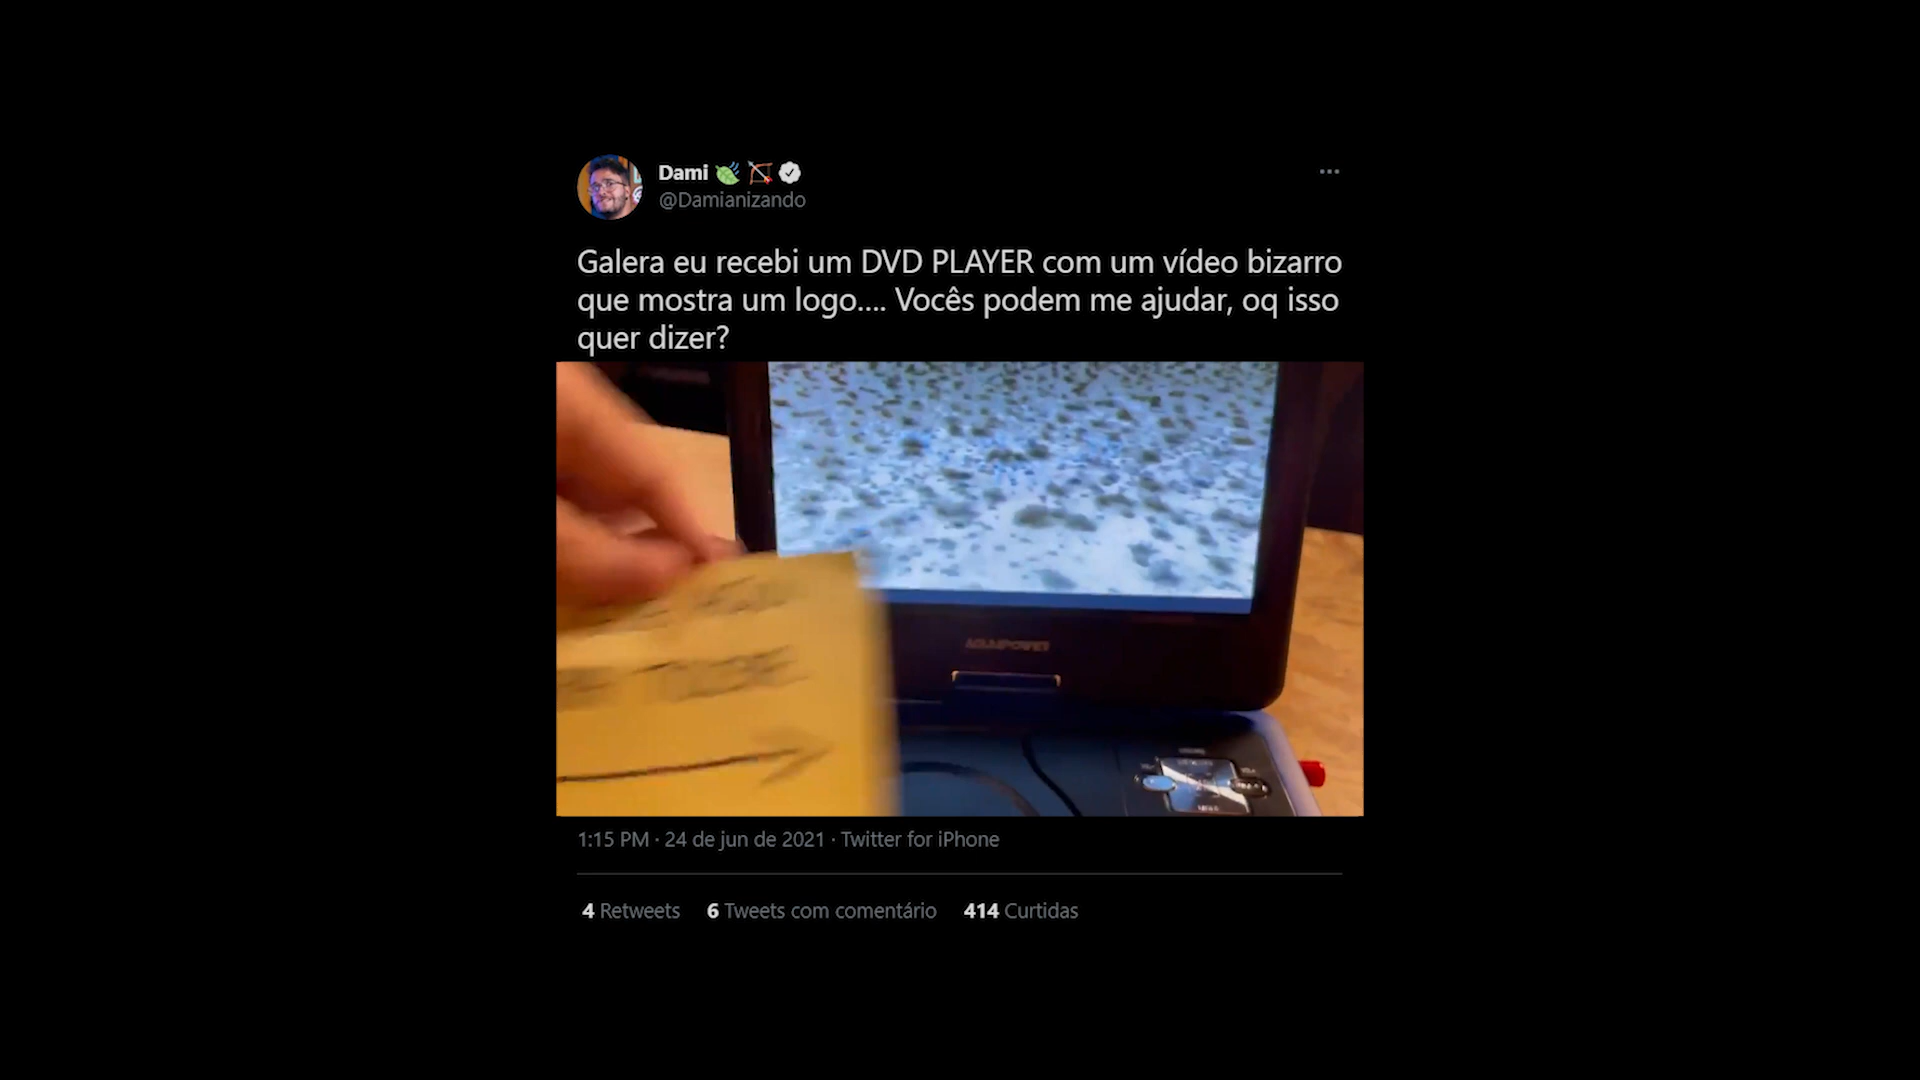 Dami
@Damianizando
Galera eu recebi um DVD PLAYER com um vídeo bizarro
que mostra um logo.... Vocês podem me ajudar, oq isso
quer dizer?
1:15 PM · 24 de jun de 2021 · Twitter for iPhone
4 Retweets 6 Tweets com comentário 414 Curtidas